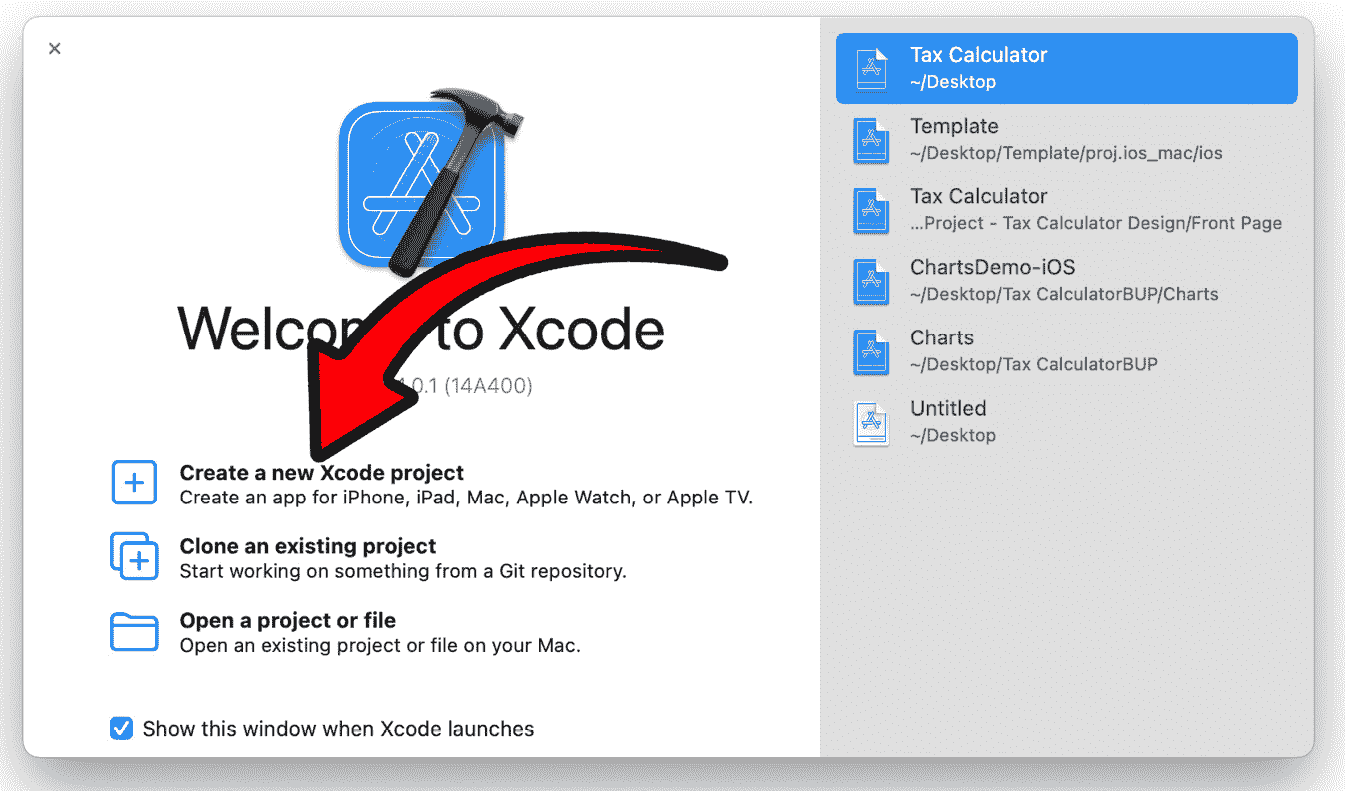 Welco to Xcode
.0.1 (14A400)
Create a new Xcode project
Create an app for iPhone, iPad, Mac, Apple Watch, or Apple TV.
Clone an existing project
Start working on something from a Git repository.
Open a project or file
Open an existing project or file on your Mac.
Show this window when Xcode launches
Tax Calculator
~/Desktop
Template
~/Desktop/Template/proj.ios_mac/ios
Tax Calculator
...Project - Tax Calculator Design/Front Page
ChartsDemo-iOS
~/Desktop/Tax CalculatorBUP/Charts
Charts
~/Desktop/Tax CalculatorBUP
Untitled
~/Desktop